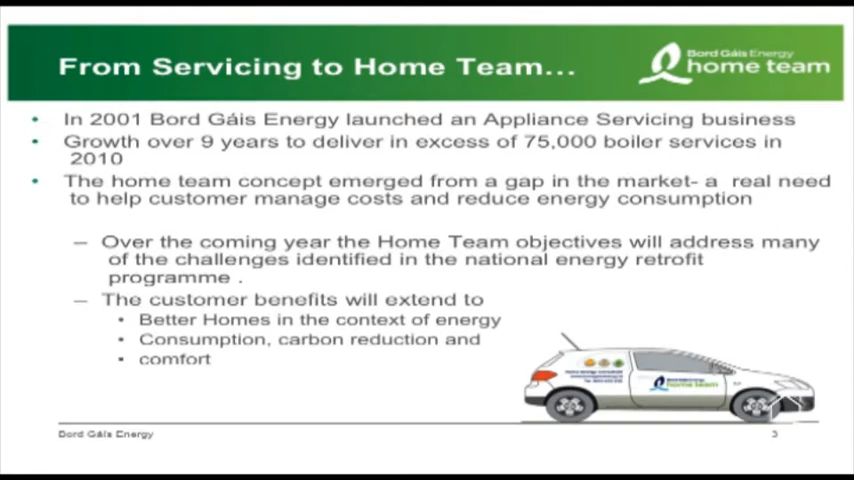 From Servicing to Home Team...
Bord Gáis Energy
home team
• In 2001 Bord Gáis Energy launched an Appliance Servicing business
• Growth over 9 years to deliver in excess of 75,000 boiler services in
2010
• The home team concept emerged from a gap in the market- a real need
to help customer manage costs and reduce energy consumption
– Over the coming year the Home Team objectives will address many
of the challenges identified in the national energy retrofit
programme .
– The customer benefits will extend to
• Better Homes in the context of energy
• Consumption, carbon reduction and
• comfort
Bord Gáis Energy
home team
Bord Gáis Energy
3